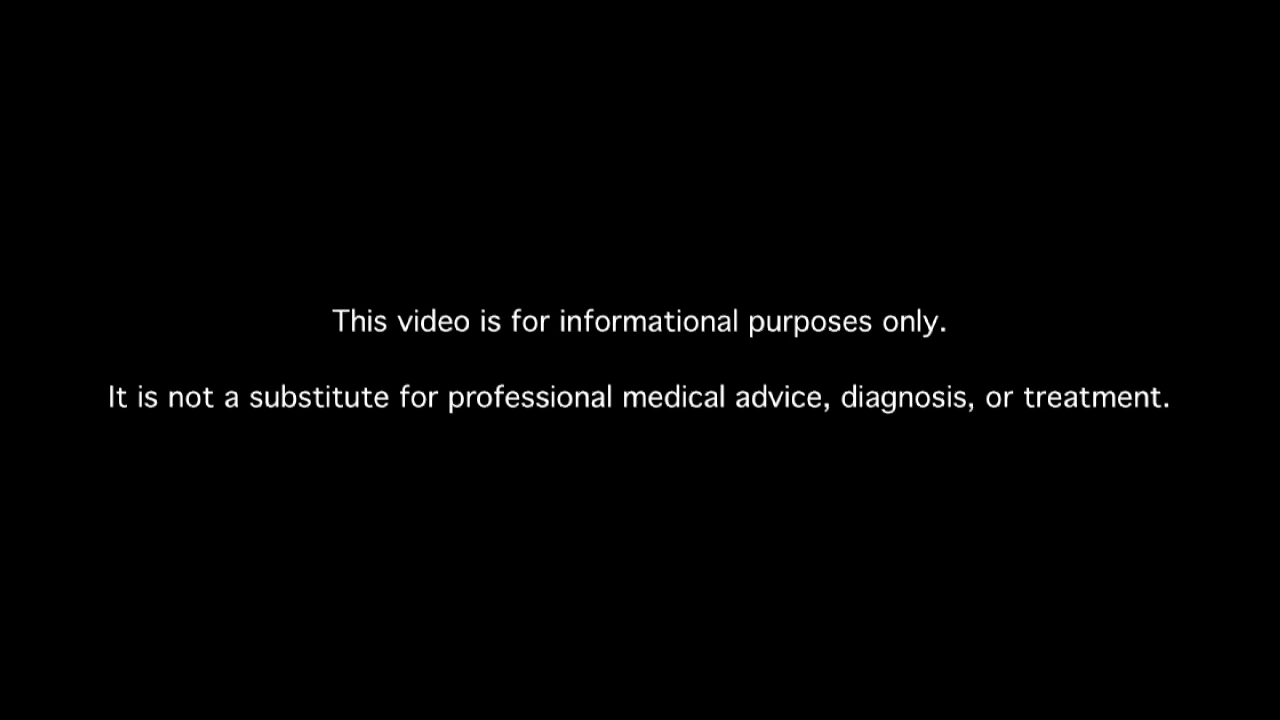 This video is for informational purposes only.
It is not a substitute for professional medical advice, diagnosis, or treatment.